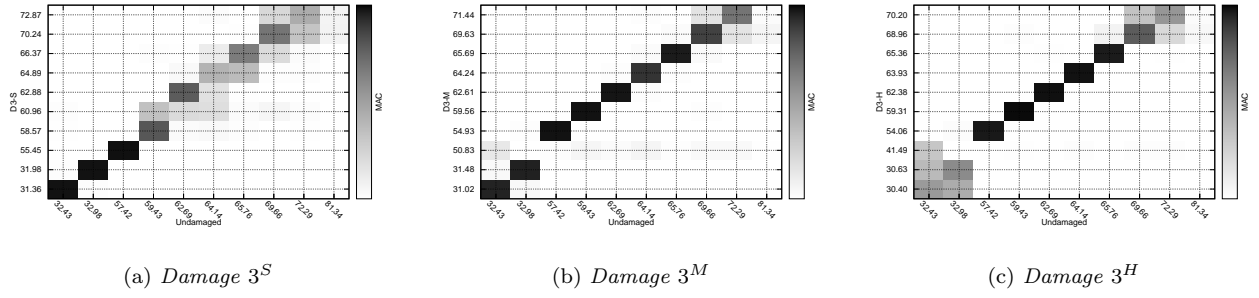 72.87
70.24
66.37
64.89
62.88
60.96
58.57
55.45
31.98
31.36
D3-S
32.43 32.98 57.42 59.43 62.69 64.14 65.76 69.66 72.29 81.34
Undamaged
MAC
(a) Damage 3^S
71.44
69.63
65.69
64.24
62.61
59.56
54.93
50.83
31.48
31.02
D3-M
32.43 32.98 57.42 59.43 62.69 64.14 65.76 69.66 72.29 81.34
Undamaged
MAC
(b) Damage 3^M
70.20
68.96
65.36
63.93
62.38
59.31
54.06
41.49
30.63
30.40
D3-H
32.43 32.98 57.42 59.43 62.69 64.14 65.76 69.66 72.29 81.34
Undamaged
MAC
(c) Damage 3^H